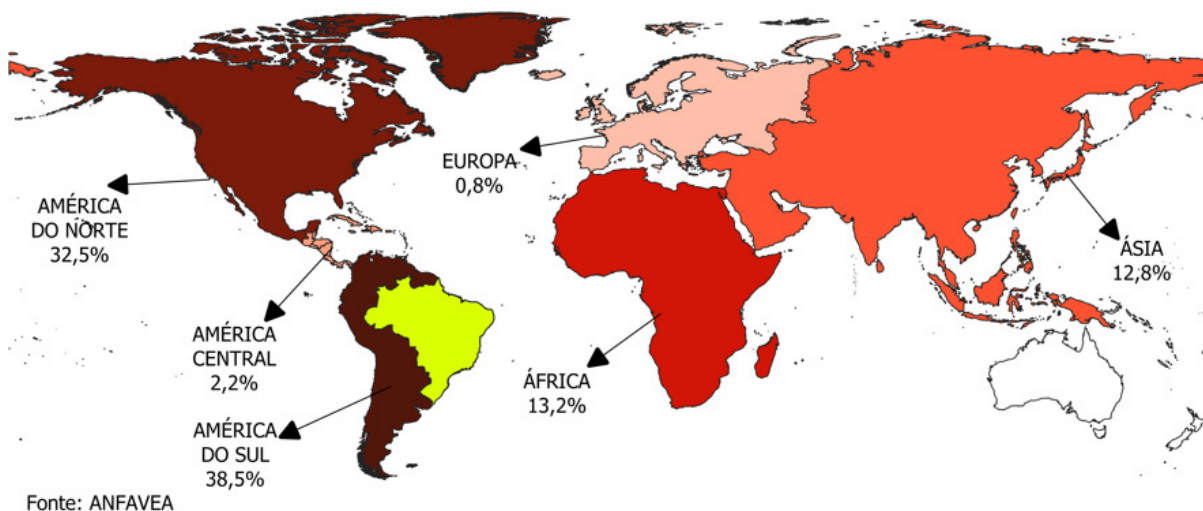 EUROPA
0,8%
AMÉRICA
DO NORTE
32,5%
ÁSIA
12,8%
AMÉRICA
CENTRAL
2,2%
ÁFRICA
13,2%
AMÉRICA
DO SUL
38,5%
Fonte: ANFAVEA